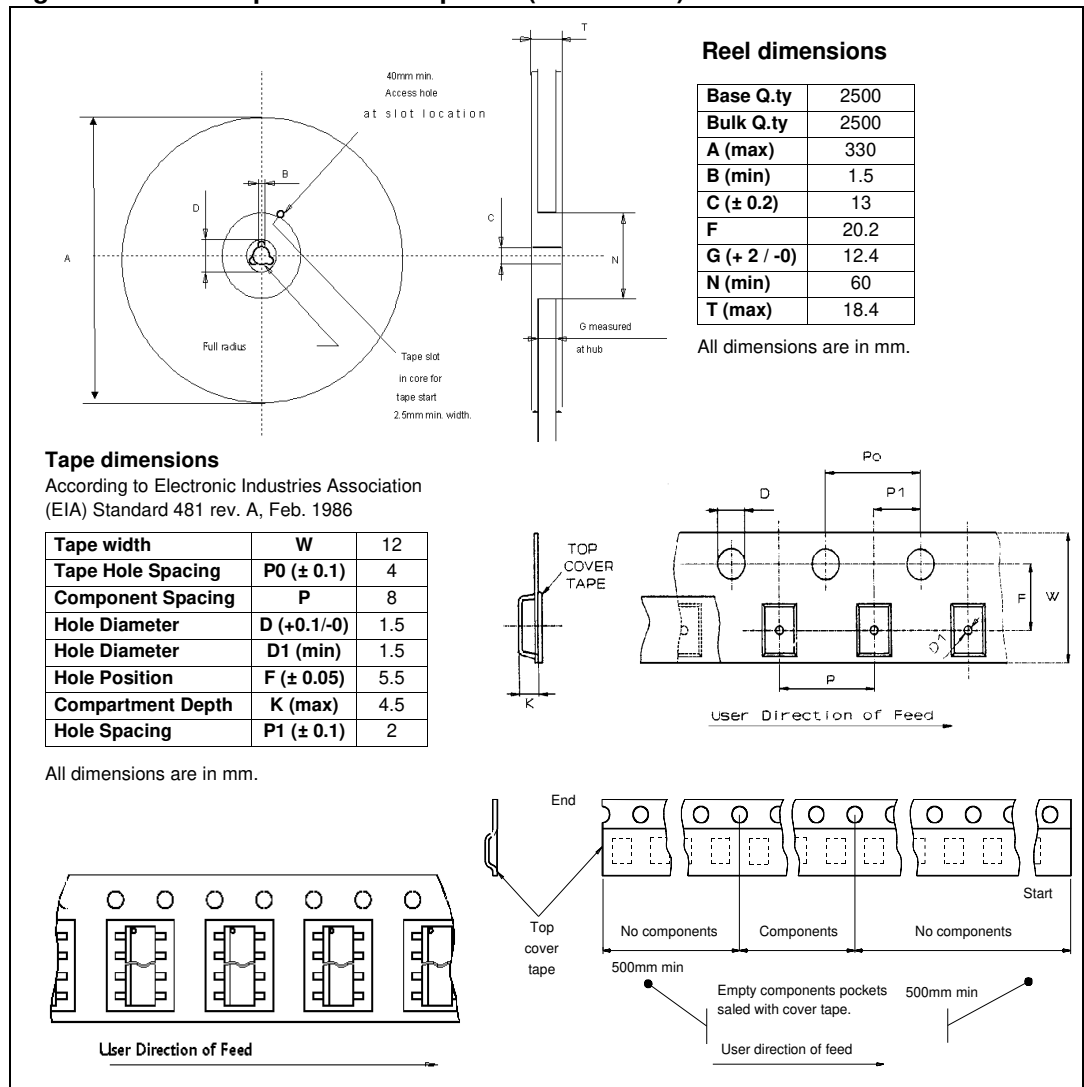 T
Reel dimensions
40mm min.
Access hole
at slot location
Base Q.ty 2500
Bulk Q.ty 2500
A (max) 330
B (min) 1.5
C (± 0.2) 13
F 20.2
G (+ 2 / -0) 12.4
N (min) 60
T (max) 18.4
All dimensions are in mm.
B
D
C
A
N
G measured
at hub
Full radius
Tape slot
in core for
tape start
2.5mm min. width.
Tape dimensions
According to Electronic Industries Association
(EIA) Standard 481 rev. A, Feb. 1986
Tape width W 12
Tape Hole Spacing P0 (± 0.1) 4
Component Spacing P 8
Hole Diameter D (+0.1/-0) 1.5
Hole Diameter D1 (min) 1.5
Hole Position F (± 0.05) 5.5
Compartment Depth K (max) 4.5
Hole Spacing P1 (± 0.1) 2
All dimensions are in mm.
Po
D
P1
TOP
COVER
TAPE
F
W
D1
K
P
User Direction of Feed
End
Start
Top
cover
tape
No components
Components
No components
500mm min
Empty components pockets
saled with cover tape.
500mm min
User direction of feed
User Direction of Feed